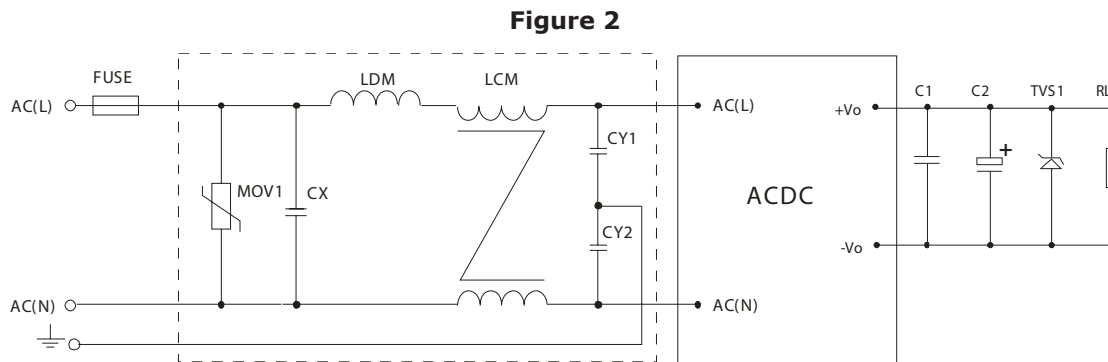 Figure 2
FUSE
LDM
LCM
AC(L)
AC(L)
CY1
MOV1
CX
CY2
AC(N)
AC(N)
ACDC
+Vo
-Vo
C1
C2
TVS1
RL
+